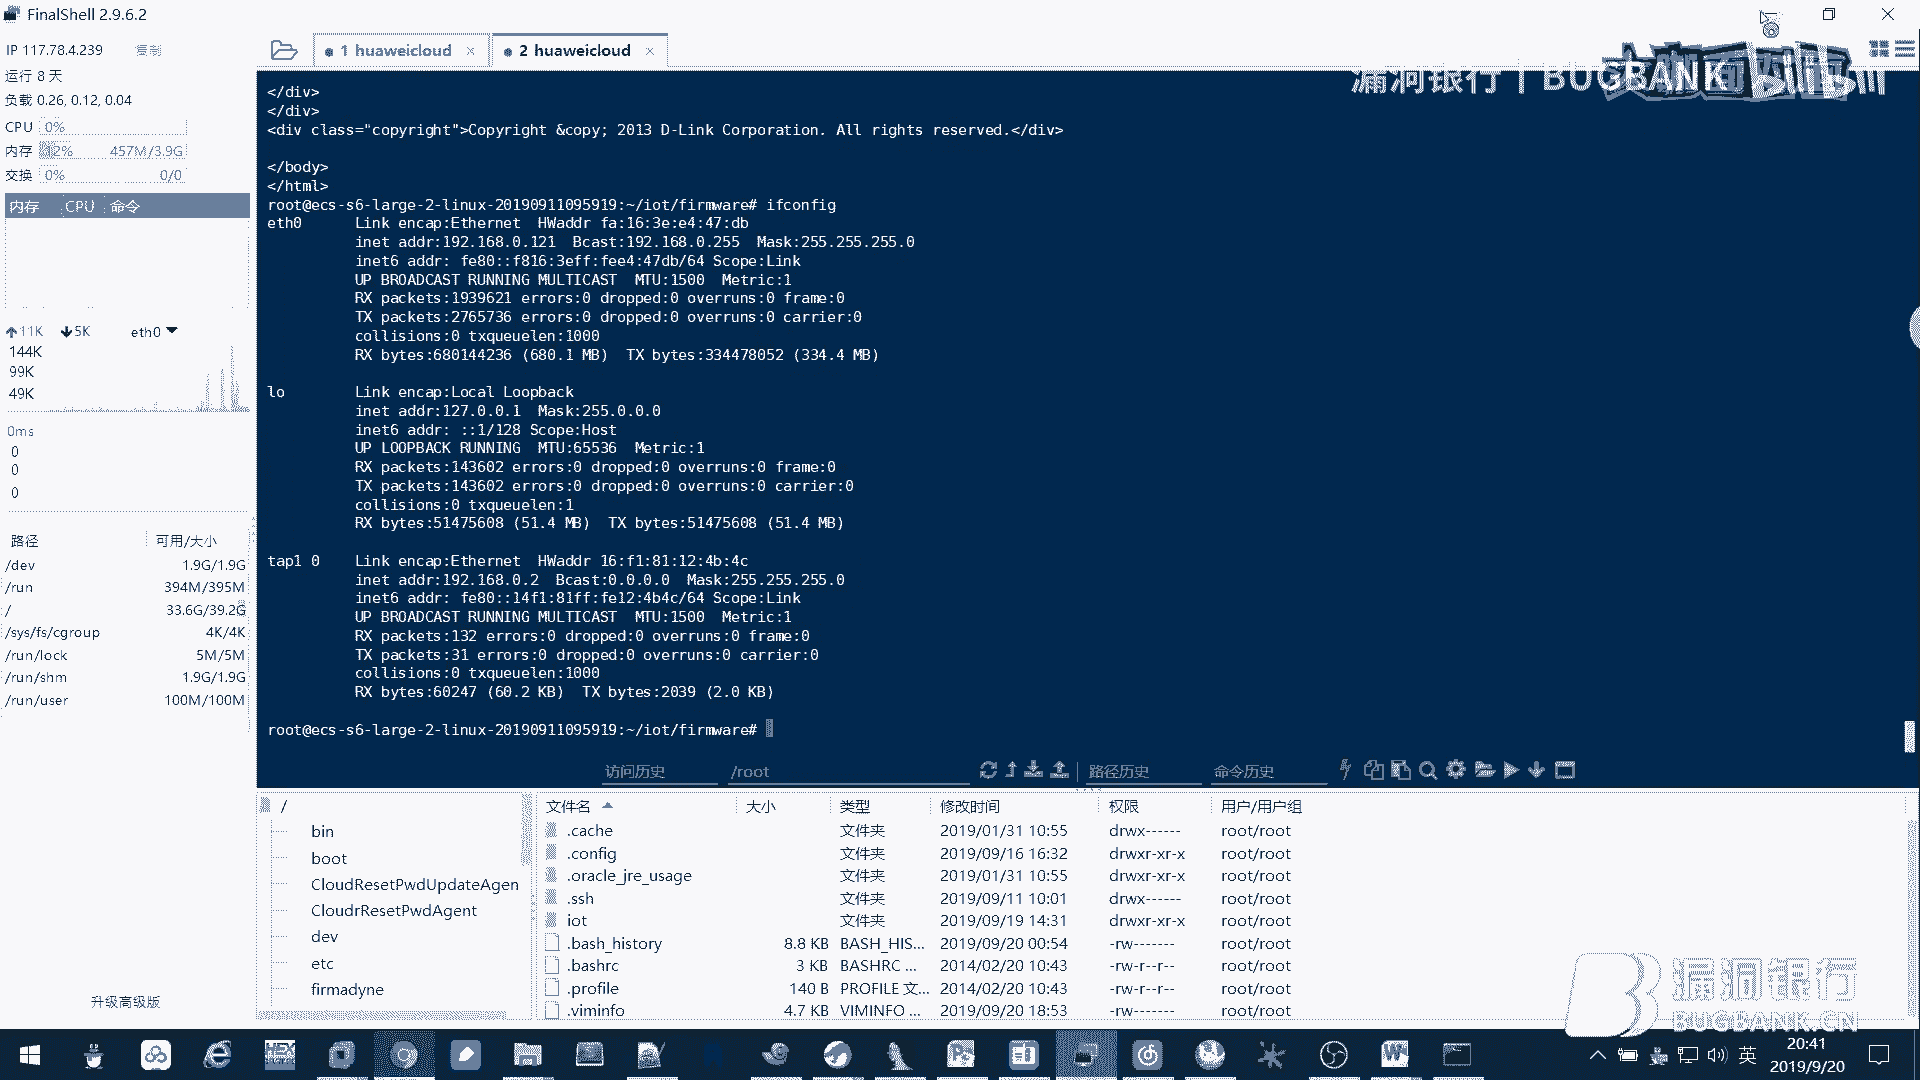 FinalShell 2.9.6.2
IP 117.78.4.239 复制
运行 8 天
负载 0.26, 0.12, 0.04
CPU 0%
内存 12% 457M/3.9G
交换 0% 0/0
内存 CPU 命令
11K 5K eth0
144K
99K
49K
0ms
0
0
0
路径 可用/大小
/dev 1.9G/1.9G
/run 394M/395M
/ 33.6G/39.2G
/sys/fs/cgroup 4K/4K
/run/lock 5M/5M
/run/shm 1.9G/1.9G
/run/user 100M/100M
升级高级版
1 huaweicloud ×
2 huaweicloud ×
漏洞银行 | BUGBANK
bilibili
</div>
</div>
<div class="copyright">Copyright &copy; 2013 D-Link Corporation. All rights reserved.</div>
</body>
</html>
root@ecs-s6-large-2-linux-20190911095919:~/iot/firmware# ifconfig
eth0 Link encap:Ethernet HWaddr fa:16:3e:e4:47:db
inet addr:192.168.0.121 Bcast:192.168.0.255 Mask:255.255.255.0
inet6 addr: fe80::f816:3eff:fee4:47db/64 Scope:Link
UP BROADCAST RUNNING MULTICAST MTU:1500 Metric:1
RX packets:1939621 errors:0 dropped:0 overruns:0 frame:0
TX packets:2765736 errors:0 dropped:0 overruns:0 carrier:0
collisions:0 txqueuelen:1000
RX bytes:680144236 (680.1 MB) TX bytes:334478052 (334.4 MB)
lo Link encap:Local Loopback
inet addr:127.0.0.1 Mask:255.0.0.0
inet6 addr: ::1/128 Scope:Host
UP LOOPBACK RUNNING MTU:65536 Metric:1
RX packets:143602 errors:0 dropped:0 overruns:0 frame:0
TX packets:143602 errors:0 dropped:0 overruns:0 carrier:0
collisions:0 txqueuelen:1
RX bytes:51475608 (51.4 MB) TX bytes:51475608 (51.4 MB)
tap1 0 Link encap:Ethernet HWaddr 16:f1:81:12:4b:4c
inet addr:192.168.0.2 Bcast:0.0.0.0 Mask:255.255.255.0
inet6 addr: fe80::14f1:81ff:fe12:4b4c/64 Scope:Link
UP BROADCAST RUNNING MULTICAST MTU:1500 Metric:1
RX packets:132 errors:0 dropped:0 overruns:0 frame:0
TX packets:31 errors:0 dropped:0 overruns:0 carrier:0
collisions:0 txqueuelen:1000
RX bytes:60247 (60.2 KB) TX bytes:2039 (2.0 KB)
root@ecs-s6-large-2-linux-20190911095919:~/iot/firmware#
访问历史 /root 路径历史 命令历史
/
bin
boot
CloudResetPwdUpdateAgen
CloudrResetPwdAgent
dev
etc
firmadyne
文件名 大小 类型 修改时间 权限 用户/用户组
.cache 文件夹 2019/01/31 10:55 drwx------ root/root
.config 文件夹 2019/09/16 16:32 drwxr-xr-x root/root
.oracle_jre_usage 文件夹 2019/01/31 10:55 drwxr-xr-x root/root
.ssh 文件夹 2019/09/11 10:01 drwx------ root/root
iot 文件夹 2019/09/19 14:31 drwxr-xr-x root/root
.bash_history 8.8 KB BASH_HIS... 2019/09/20 00:54 -rw------- root/root
.bashrc 3 KB BASHRC ... 2014/02/20 10:43 -rw-r--r-- root/root
.profile 140 B PROFILE 文... 2014/02/20 10:43 -rw-r--r-- root/root
.viminfo 4.7 KB VIMINFO ... 2019/09/20 18:53 -rw------- root/root
漏洞银行
BUGBANK.CN
英
20:41
2019/9/20